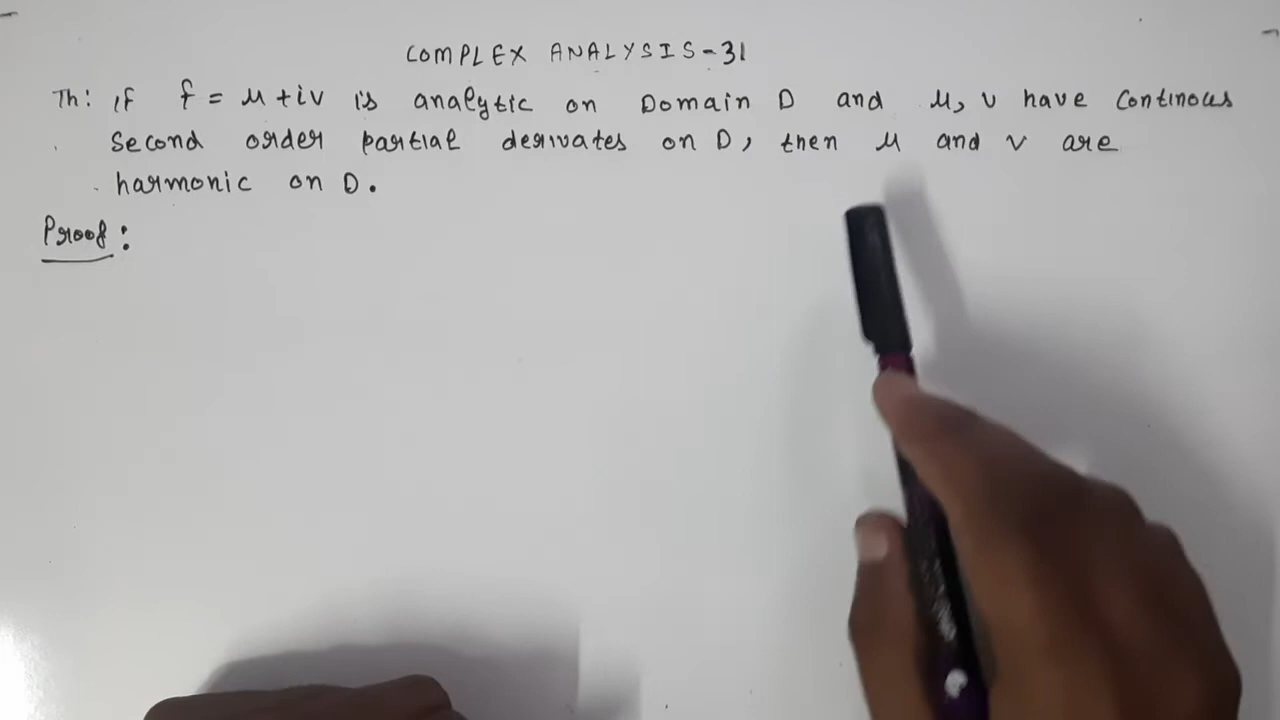 COMPLEX ANALYSIS-31
Th: If f = u + iv is analytic on Domain D and u, v have Continous
Second order partial derivates on D, then u and v are
harmonic on D.
Proof: